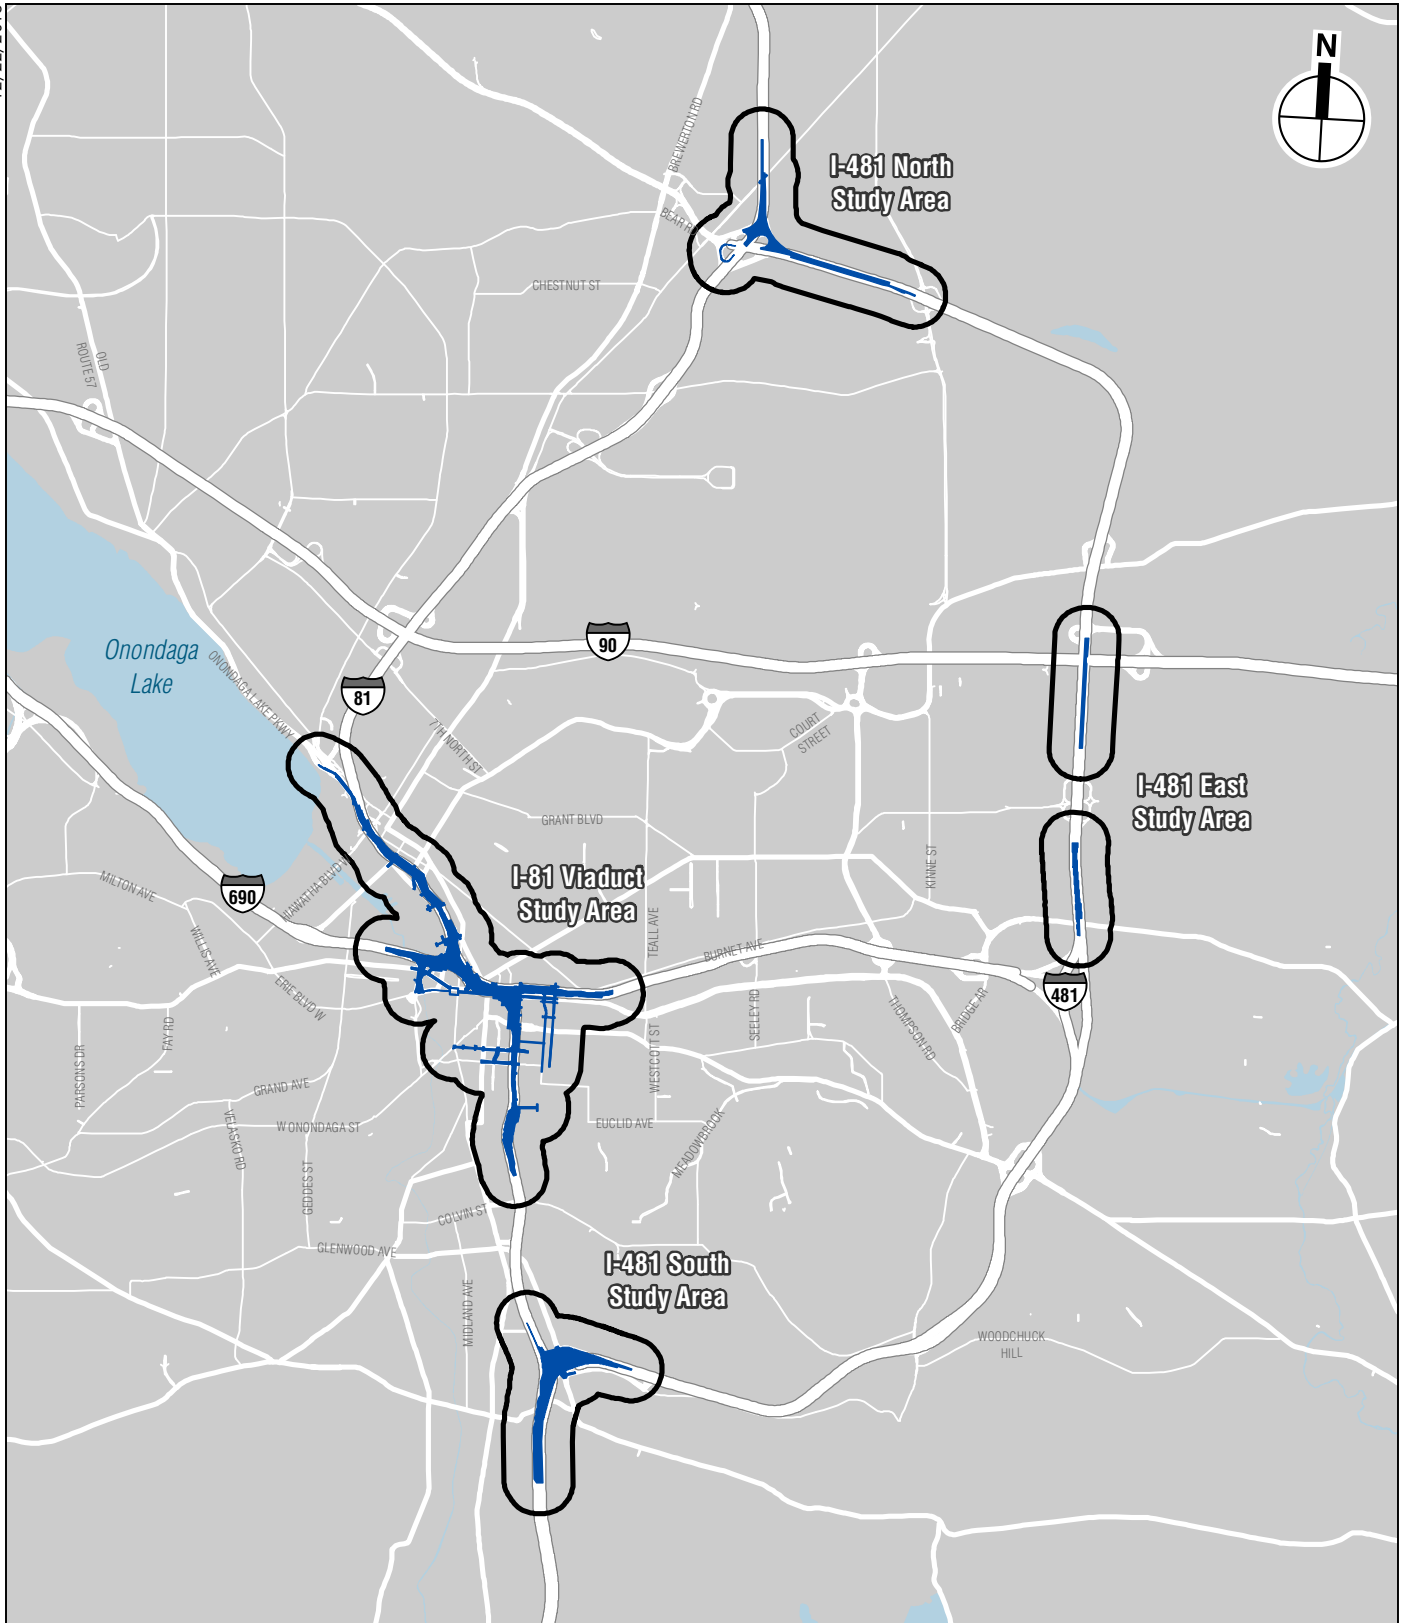 N
BREWERTON RD
I-481 North
Study Area
BEAR RD
CHESTNUT ST
OLD
ROUTE 57
90
Onondaga
Lake
ONONDAGA LAKE PKWY
81
7TH NORTH ST
COURT
STREET
I-481 East
Study Area
GRANT BLVD
KINNE ST
I-81 Viaduct
Study Area
MILTON AVE
690
HIAWATHA BLVD W
WILLIS AVE
TEALL AVE
BURNET AVE
ERIE BLVD W
481
SEELEY RD
THOMPSON RD
BRIDGE AR
FAY RD
WESTCOTT ST
PARSONS DR
GRAND AVE
W ONONDAGA ST
VELASKO RD
EUCLID AVE
MEADOWBROOK
GEDDES ST
COLVIN ST
GLENWOOD AVE
I-481 South
Study Area
MIDLAND AVE
WOODCHUCK
HILL